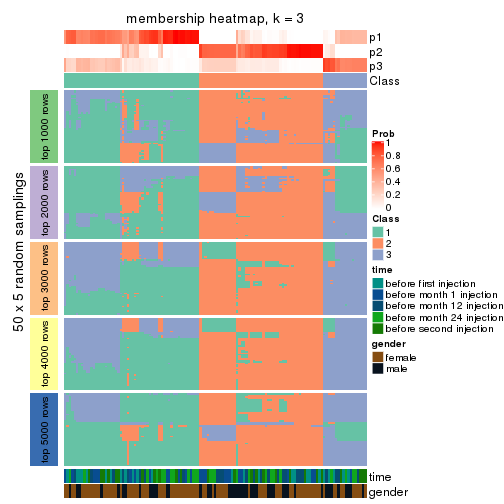 membership heatmap, k = 3
p1
p2
p3
Class
50 x 5 random samplings
top 1000 rows
top 2000 rows
top 3000 rows
top 4000 rows
top 5000 rows
time
gender
Prob
1
0.8
0.6
0.4
0.2
0
Class
1
2
3
time
before first injection
before month 1 injection
before month 12 injection
before month 24 injection
before second injection
gender
female
male